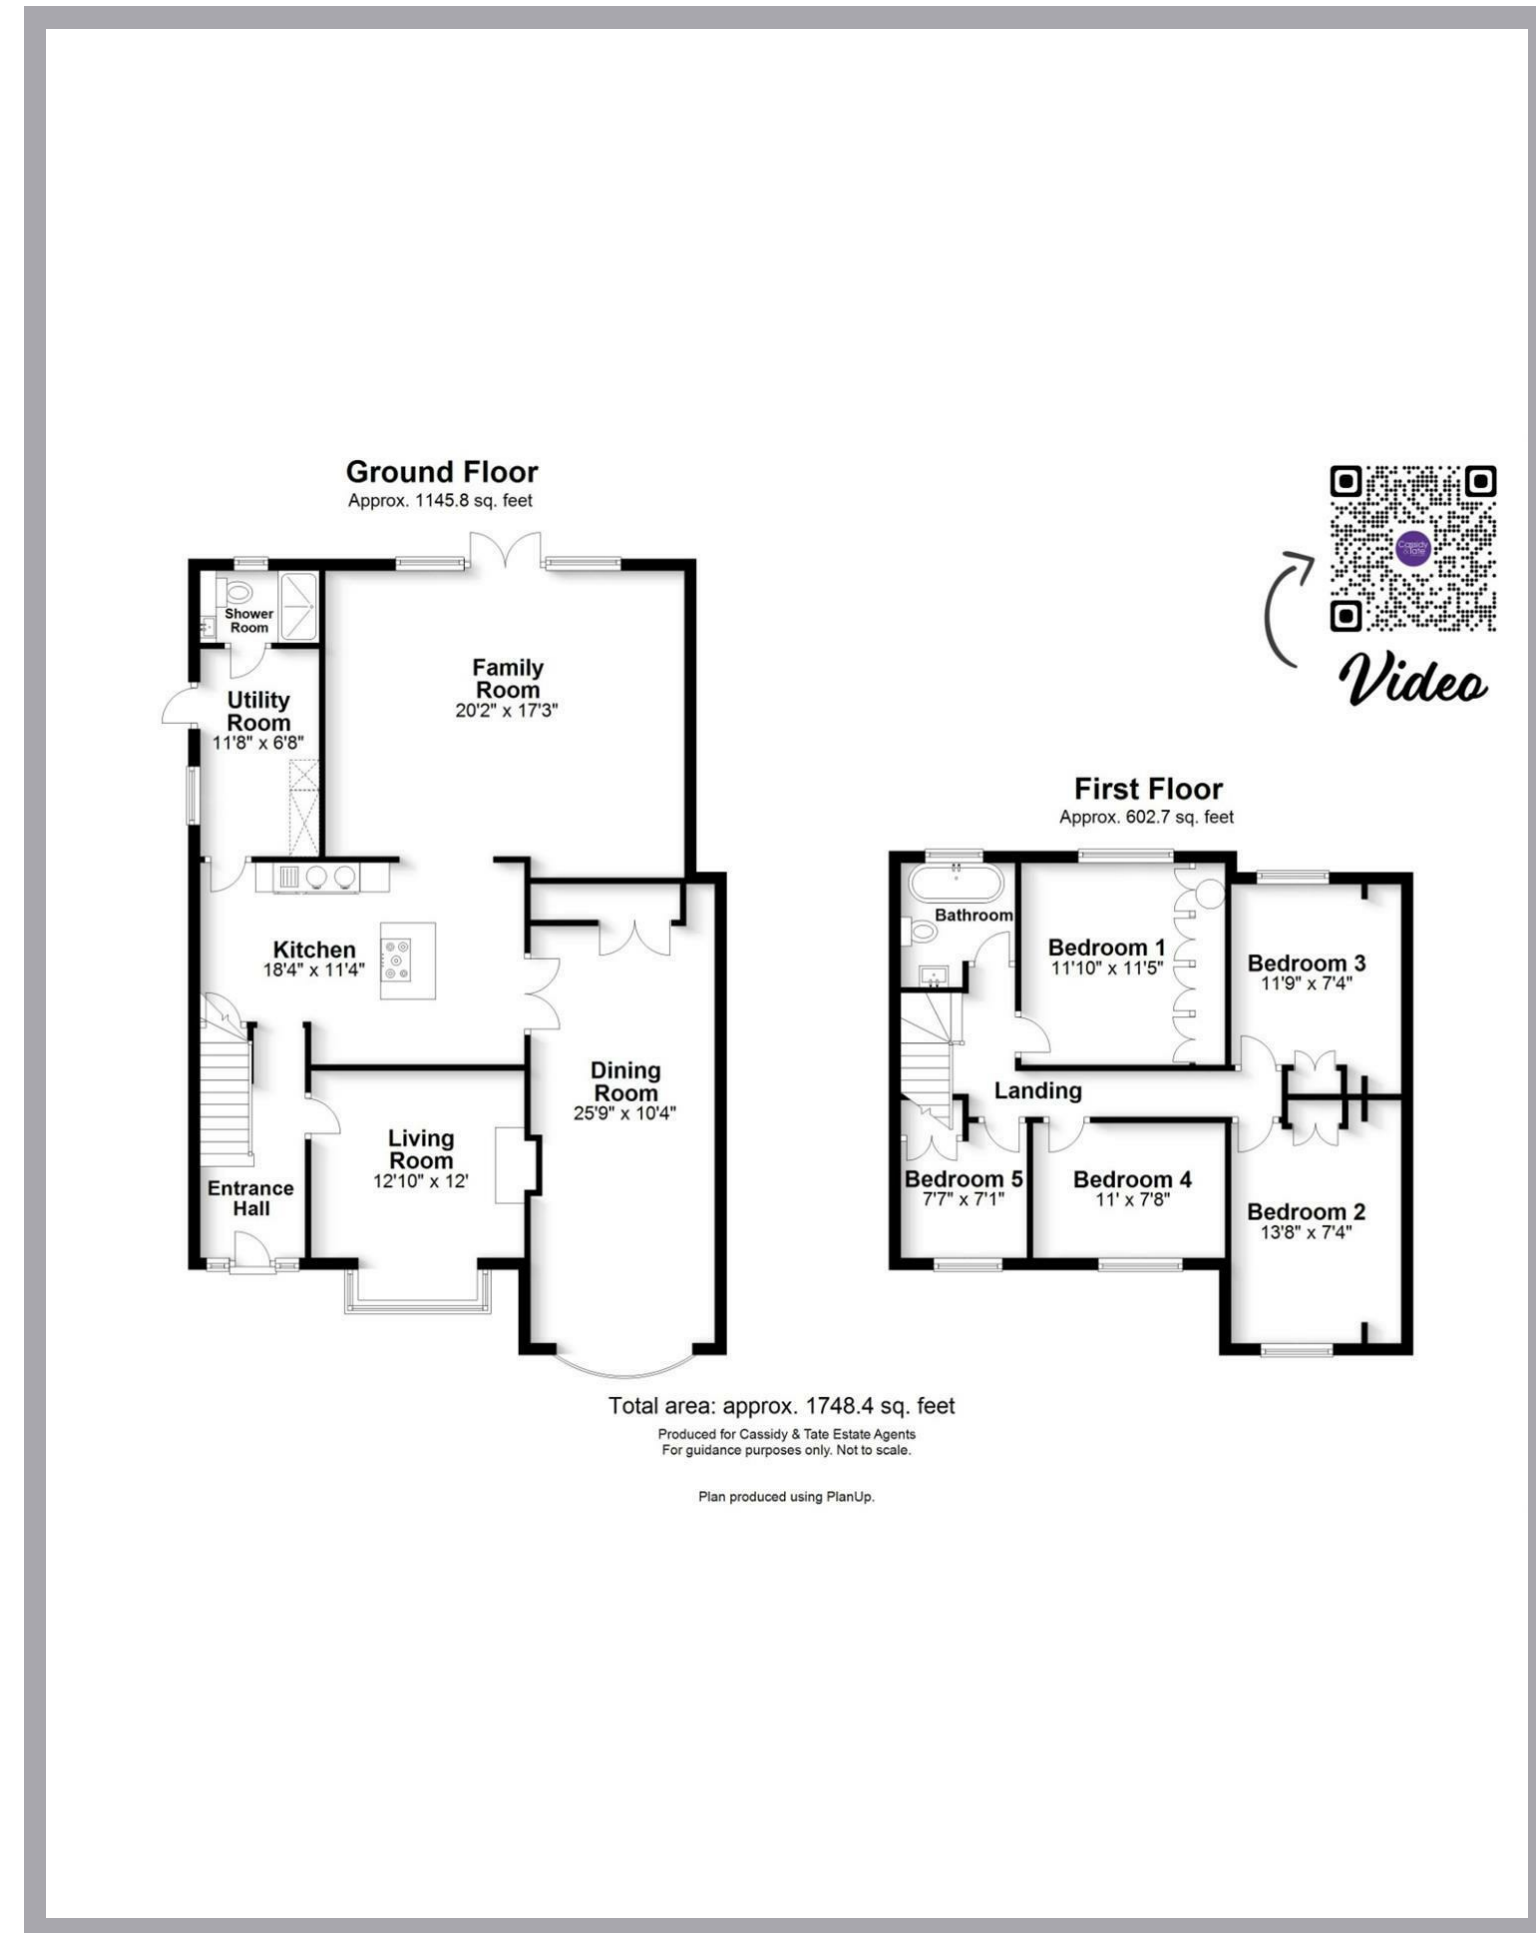 Ground Floor
Approx. 1145.8 sq. feet
Shower
Room
Family
Room
20'2" x 17'3"
Utility
Room
11'8" x 6'8"
Kitchen
18'4" x 11'4"
Dining
Room
25'9" x 10'4"
Living
Room
12'10" x 12'
Entrance
Hall
Cassidy
& Tate
Video
First Floor
Approx. 602.7 sq. feet
Bathroom
Bedroom 1
11'10" x 11'5"
Bedroom 3
11'9" x 7'4"
Landing
Bedroom 5
7'7" x 7'1"
Bedroom 4
11' x 7'8"
Bedroom 2
13'8" x 7'4"
Total area: approx. 1748.4 sq. feet
Produced for Cassidy & Tate Estate Agents
For guidance purposes only. Not to scale.
Plan produced using PlanUp.